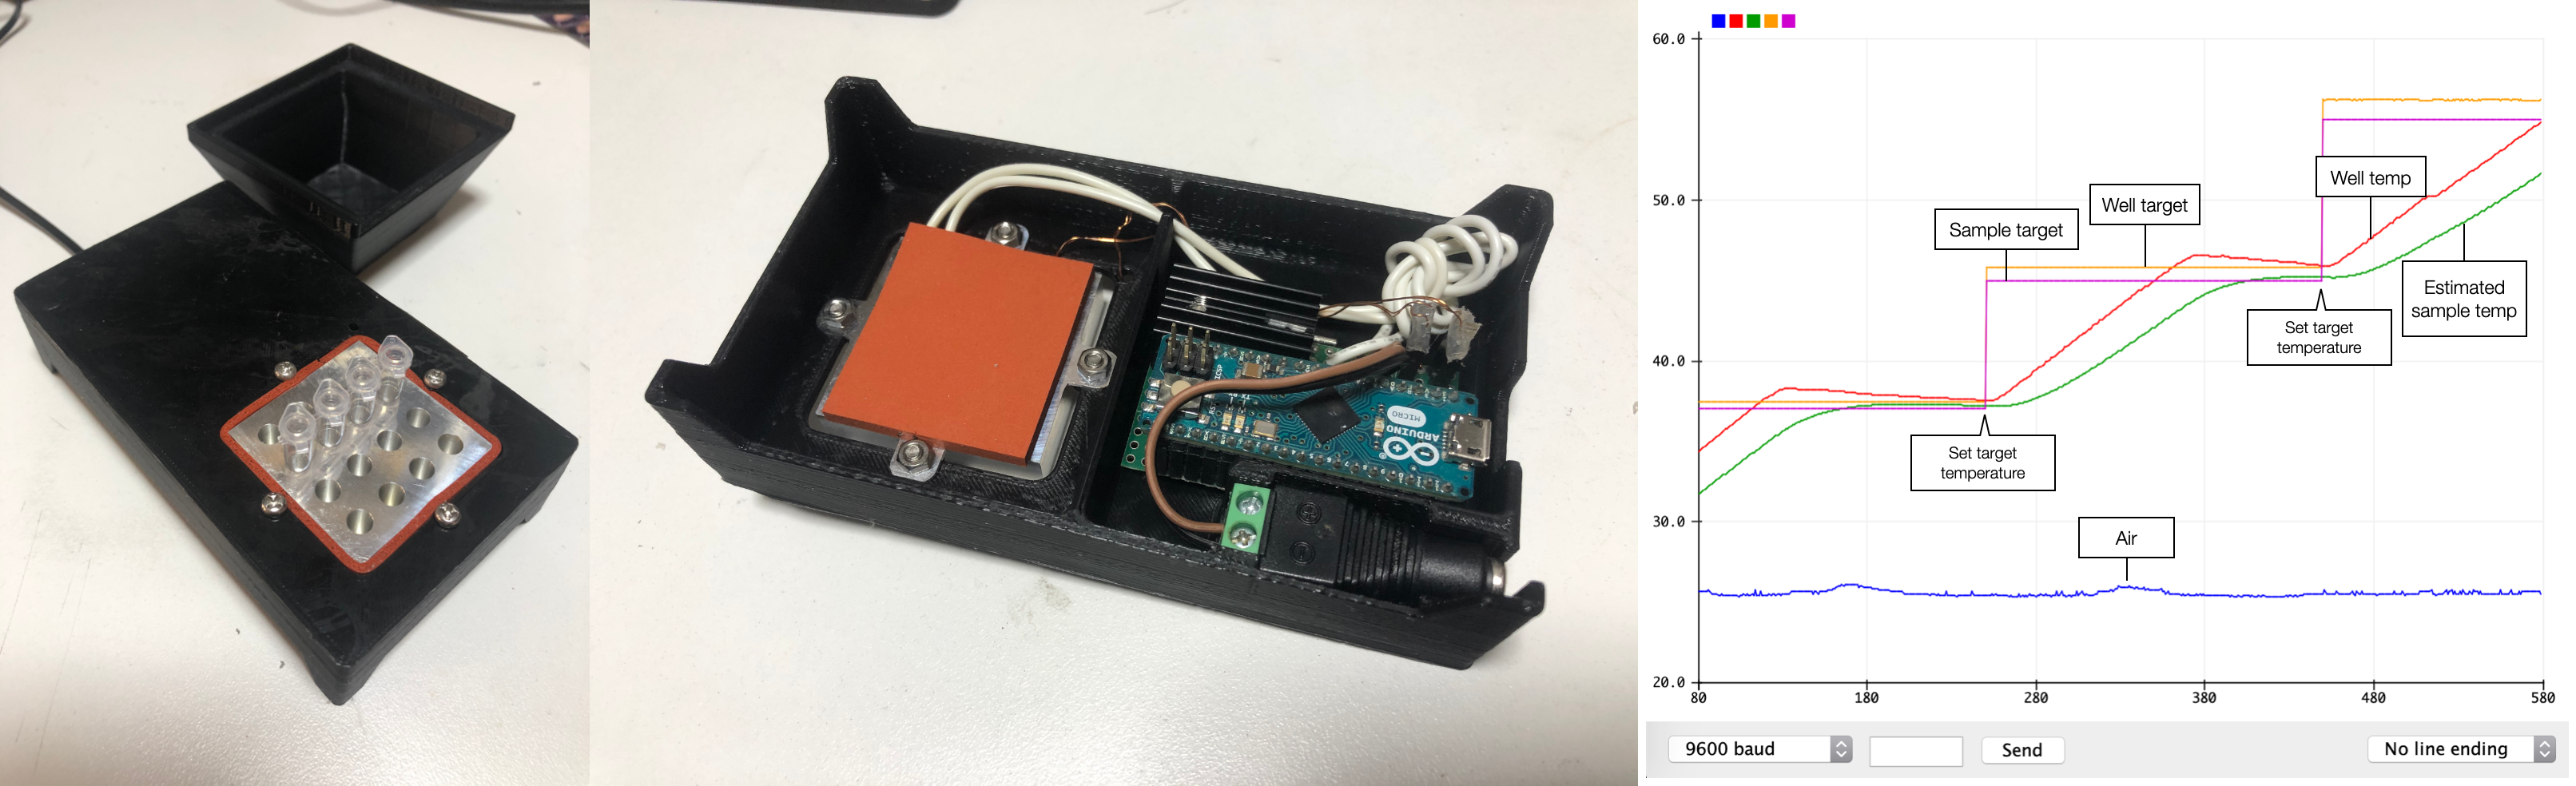 ICSP
MICRO
ARDUINO
60.0
50.0
40.0
30.0
20.0
80
180
280
380
480
580
Sample target
Well target
Well temp
Estimated
sample temp
Set target
temperature
Set target
temperature
Air
9600 baud
Send
No line ending